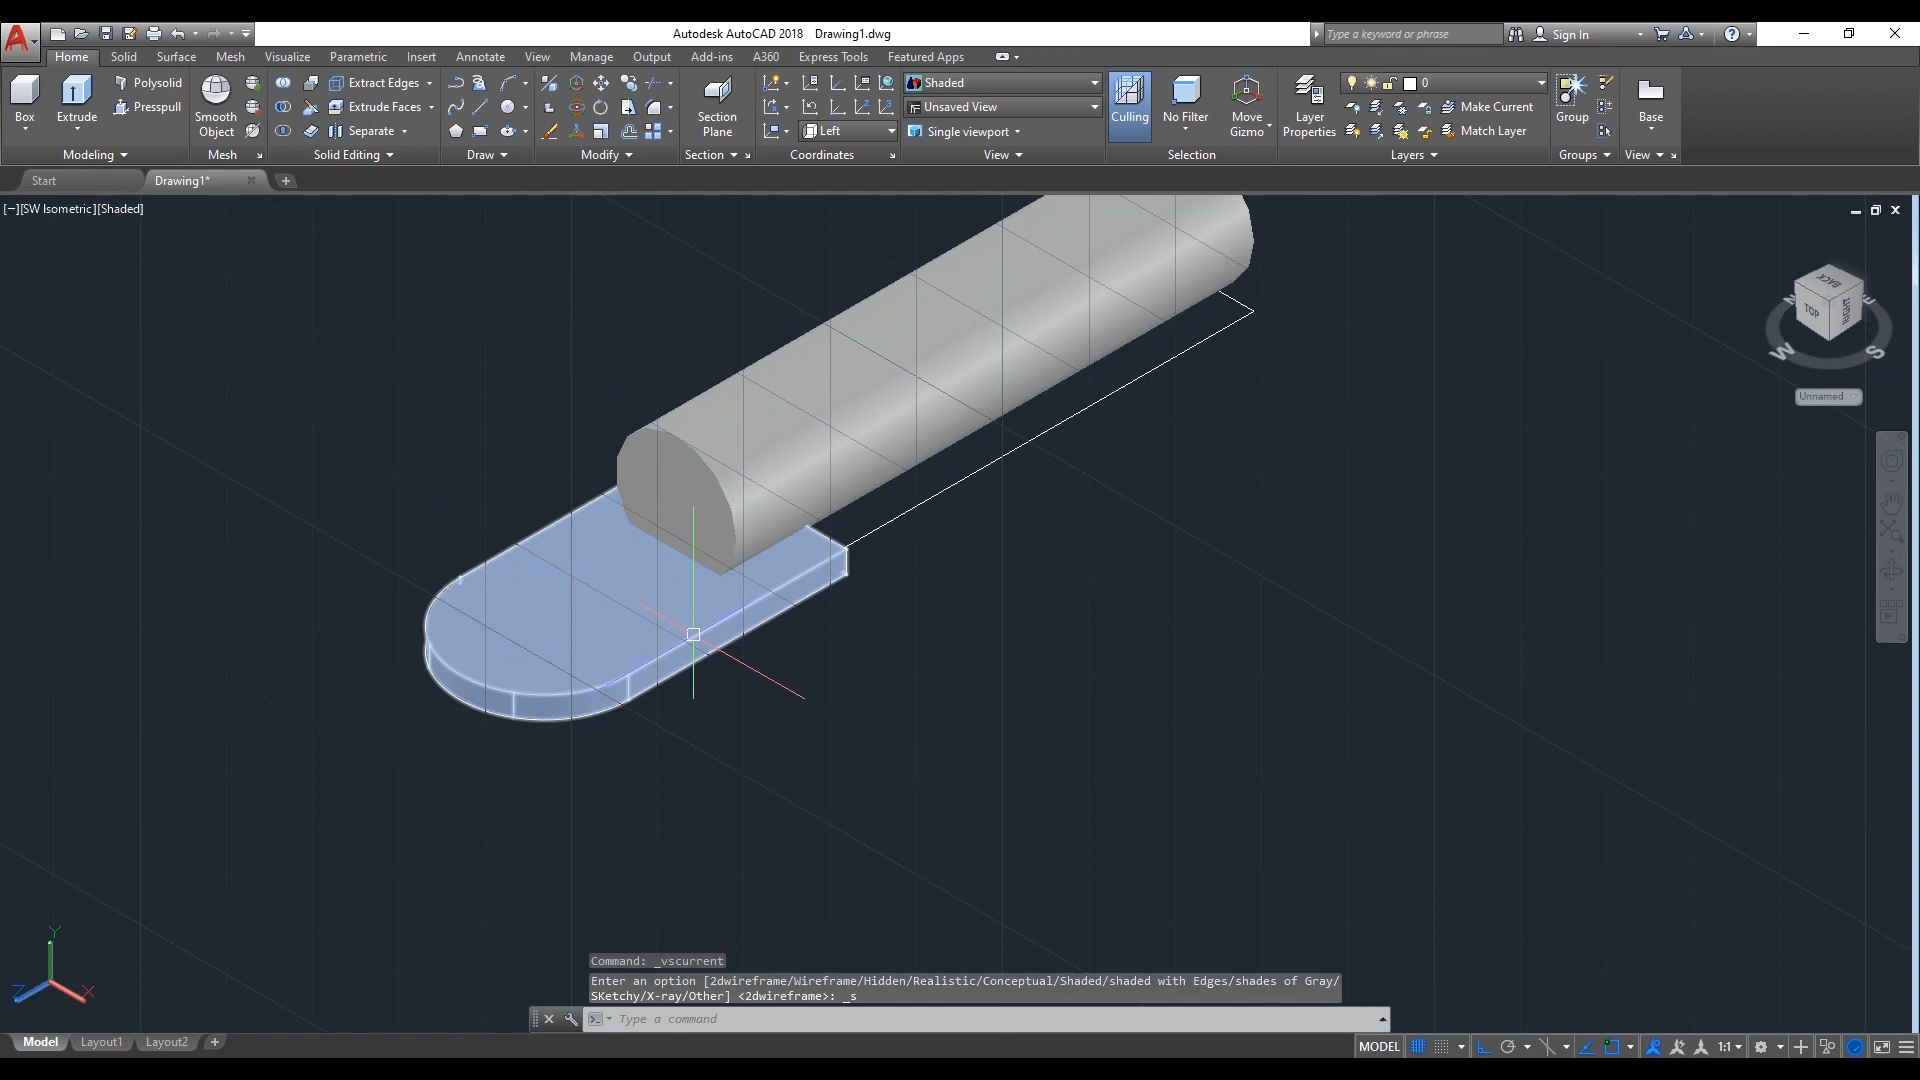 Autodesk AutoCAD 2018 Drawing1.dwg
Type a keyword or phrase
Sign In
Home Solid Surface Mesh Visualize Parametric Insert Annotate View Manage Output Add-ins A360 Express Tools Featured Apps
Box
Extrude
Polysolid
Presspull
Modeling
Smooth
Object
Mesh
Extract Edges
Extrude Faces
Separate
Solid Editing
Draw
Modify
Section
Plane
Section
Left
Coordinates
Shaded
Unsaved View
Single viewport
View
Culling
No Filter
Move
Gizmo
Selection
Layer
Properties
0
Make Current
Match Layer
Layers
Group
Groups
Base
View
Start
Drawing1*
[−][SW Isometric][Shaded]
BACK
TOP
RIGHT
W
S
Unnamed
Y
Z
X
Command: _vscurrent
Enter an option [2dwireframe/Wireframe/Hidden/Realistic/Conceptual/Shaded/shaded with Edges/shades of Gray/
SKetchy/X-ray/Other] <2dwireframe>: _s
Type a command
Model Layout1 Layout2
MODEL
1:1